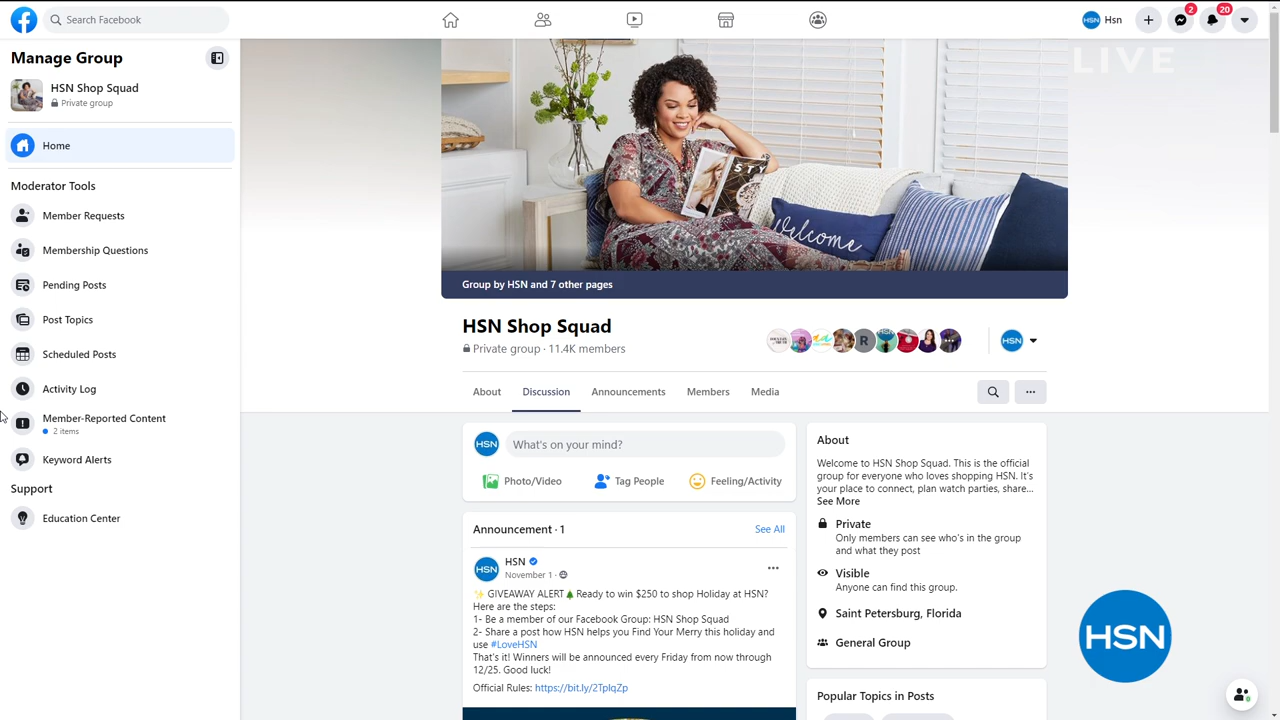 Search Facebook
HSN
Hsn
2
20
LIVE
Manage Group
HSN Shop Squad
Private group
Home
Moderator Tools
Member Requests
Membership Questions
Pending Posts
Post Topics
Scheduled Posts
Activity Log
Member-Reported Content
2 items
Keyword Alerts
Support
Education Center
STY
welcome
Group by HSN and 7 other pages
HSN Shop Squad
Private group · 11.4K members
R
HSN
About
Discussion
Announcements
Members
Media
HSN
What's on your mind?
Photo/Video
Tag People
Feeling/Activity
Announcement · 1
See All
HSN
HSN
November 1 ·
✨ GIVEAWAY ALERT🎄 Ready to win $250 to shop Holiday at HSN?
Here are the steps:
1- Be a member of our Facebook Group: HSN Shop Squad
2- Share a post how HSN helps you Find Your Merry this holiday and
use #LoveHSN
That's it! Winners will be announced every Friday from now through
12/25. Good luck!
Official Rules: https://bit.ly/2TplqZp
About
Welcome to HSN Shop Squad. This is the official
group for everyone who loves shopping HSN. It's
your place to connect, plan watch parties, share...
See More
Private
Only members can see who's in the group
and what they post
Visible
Anyone can find this group.
Saint Petersburg, Florida
General Group
Popular Topics in Posts
HSN